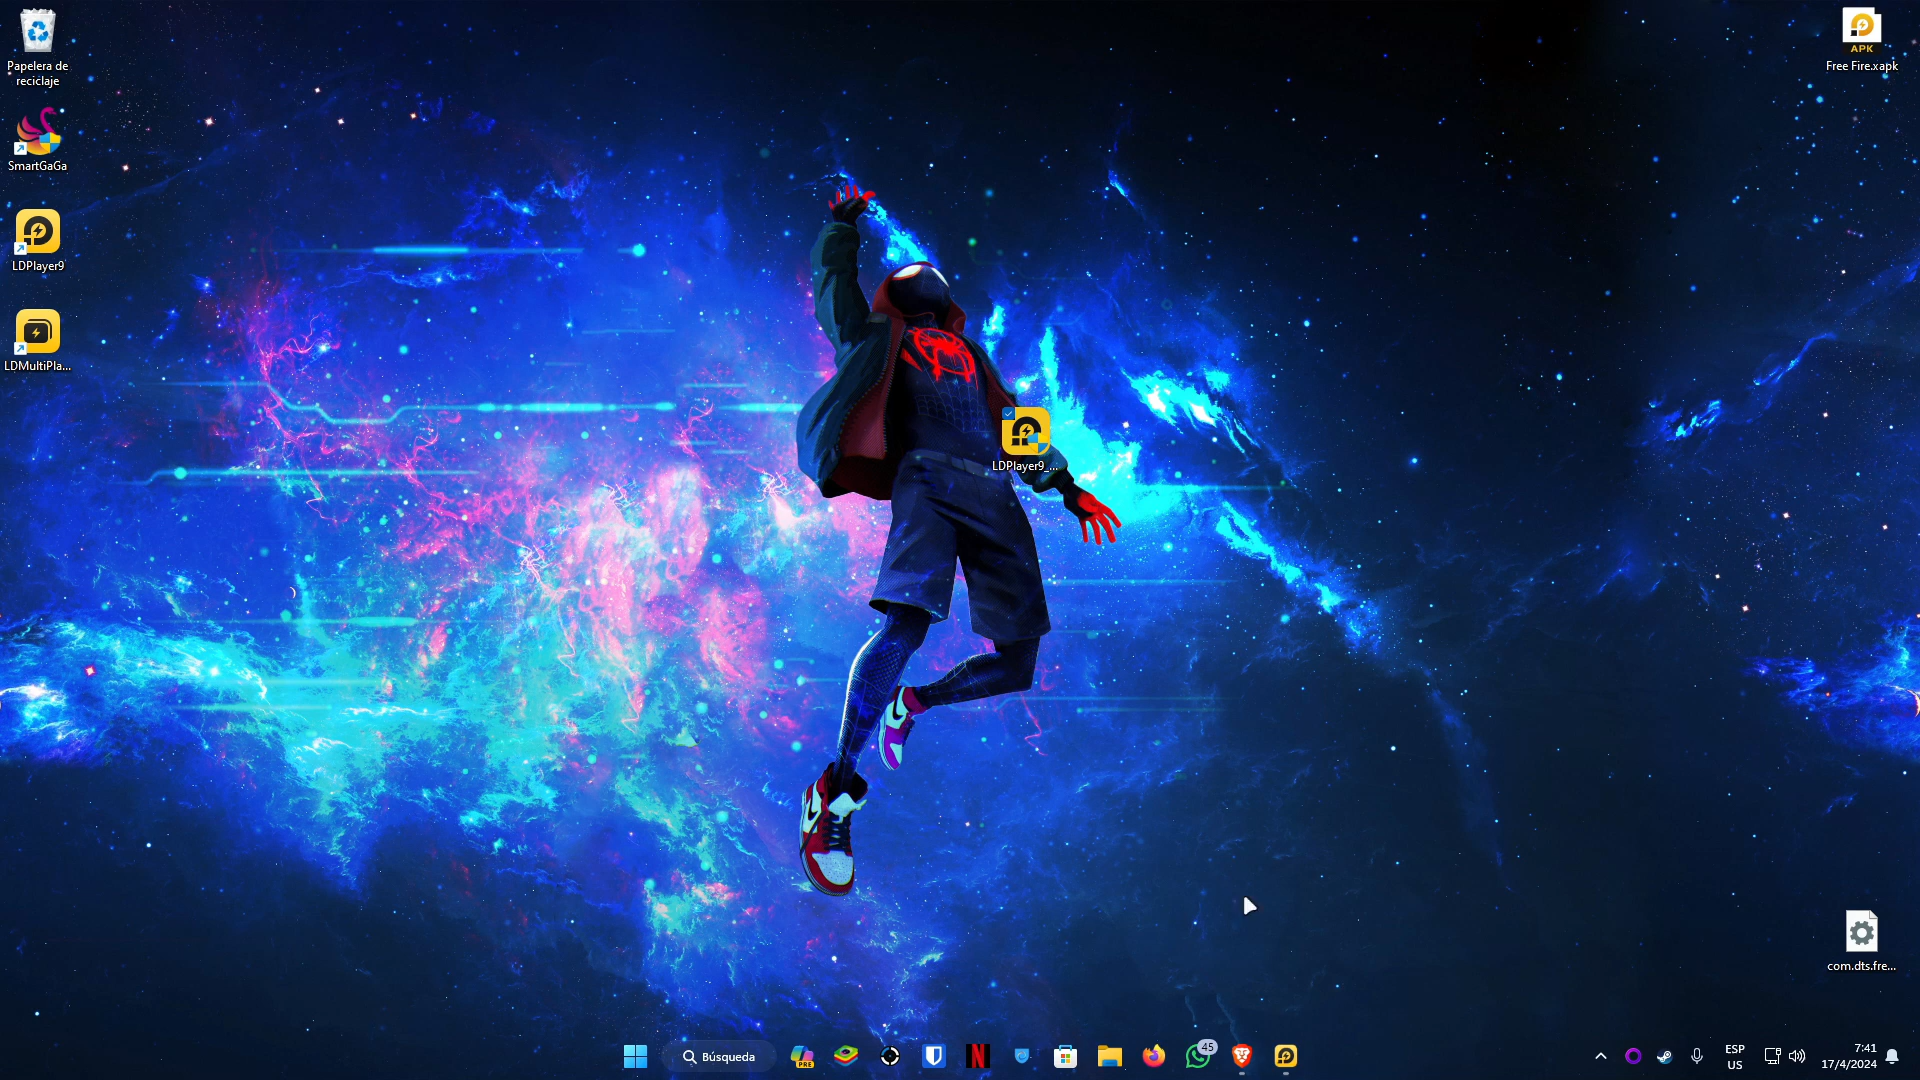 Papelera de
reciclaje
SmartGaGa
LDPlayer9
LDMultiPla...
LDPlayer9_...
APK
Free Fire.xapk
com.dts.fre...
Búsqueda
PRE
N
45
ESP
US
7:41
17/4/2024